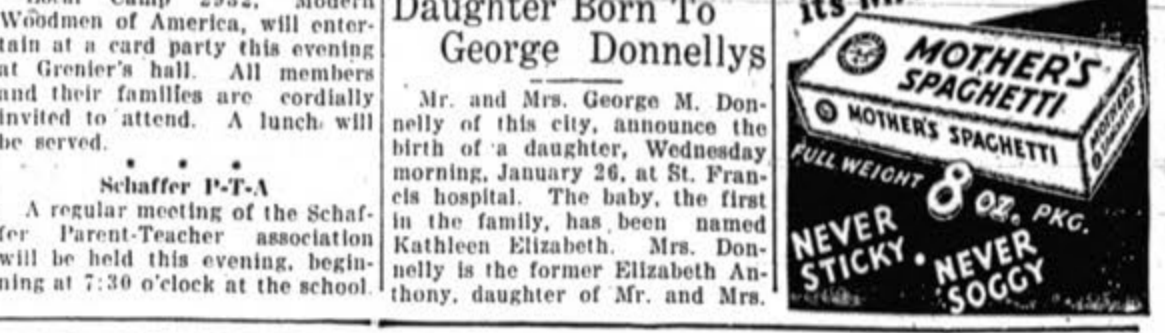 Woodmen of America, will enter-
tain at a card party this evening
at Grenier's hall. All members
and their families are cordially
invited to attend. A lunch will
be served.
* * *
Schaffer P-T-A
A regular meeting of the Schaf-
fer Parent-Teacher association
will be held this evening, begin-
ning at 7:30 o'clock at the school.
Daughter Born To
George Donnellys
Mr. and Mrs. George M. Don-
nelly of this city, announce the
birth of a daughter, Wednesday
morning, January 26, at St. Fran-
cis hospital. The baby, the first
in the family, has been named
Kathleen Elizabeth. Mrs. Don-
nelly is the former Elizabeth An-
thony, daughter of Mr. and Mrs.
MOTHER'S
SPAGHETTI
MOTHER'S SPAGHETTI
MOTHER'S
SPAGHETTI
FULL WEIGHT 8 OZ. PKG.
NEVER
STICKY.
NEVER
SOGGY